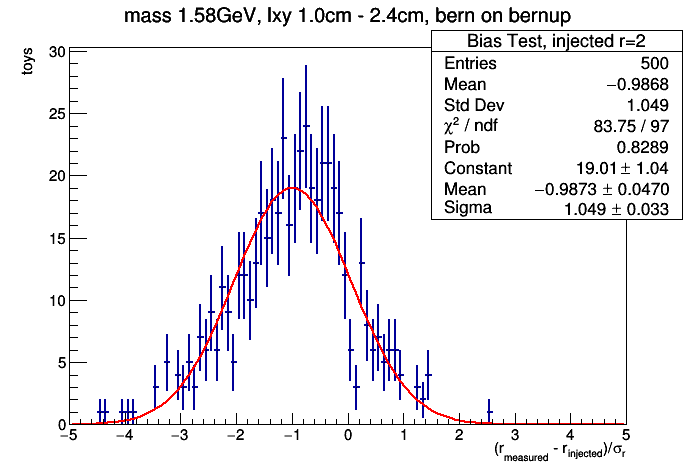 mass 1.58GeV, lxy 1.0cm - 2.4cm, bern on bernup
Bias Test, injected r=2
Entries 500
Mean −0.9868
Std Dev 1.049
χ² / ndf 83.75 / 97
Prob 0.8289
Constant 19.01 ± 1.04
Mean −0.9873 ± 0.0470
Sigma 1.049 ± 0.033
toys
30
25
20
15
10
5
0
−5 −4 −3 −2 −1 0 1 2 3 4 5
(r_measured - r_injected)/σ_r